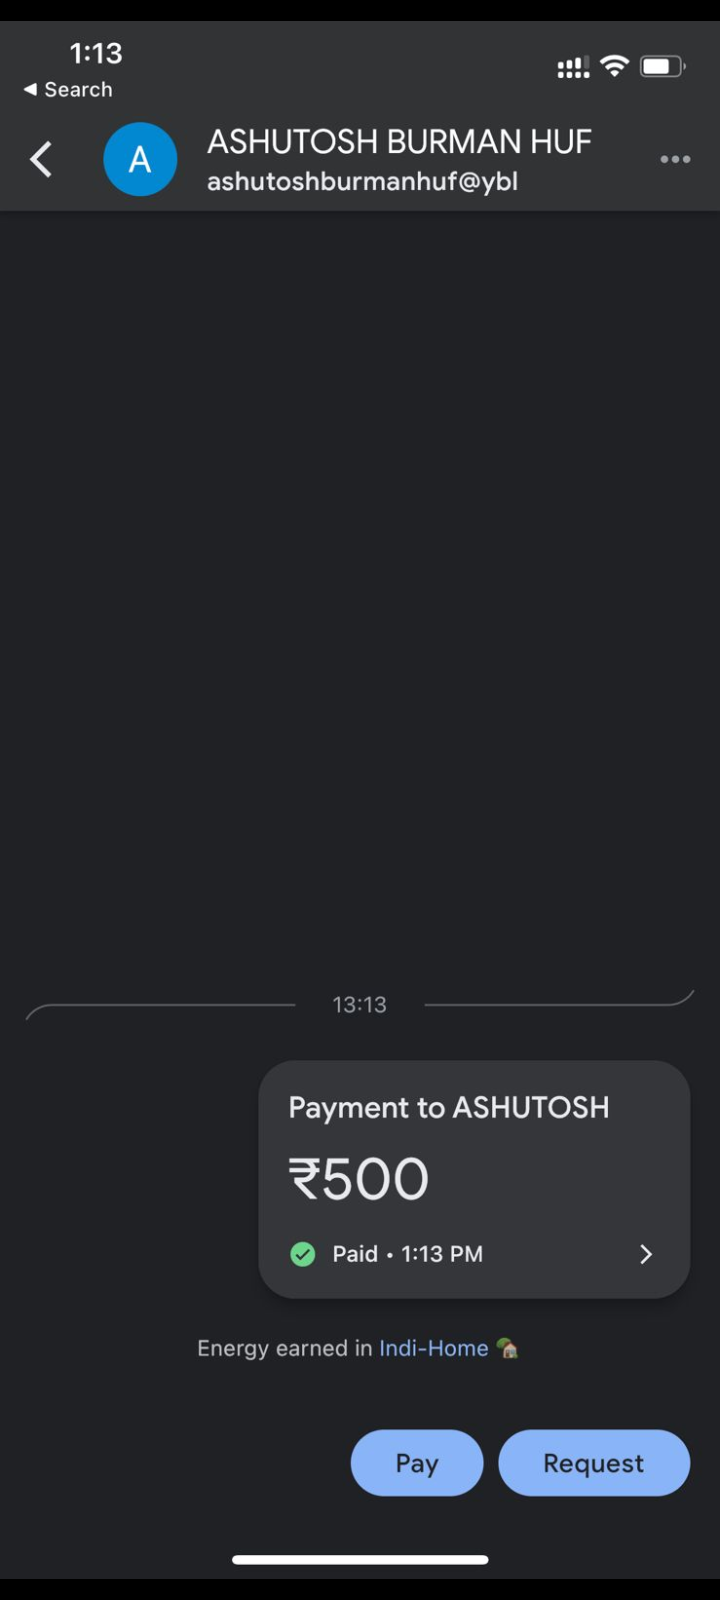 1:13
◀ Search
A
ASHUTOSH BURMAN HUF
ashutoshburmanhuf@ybl
13:13
Payment to ASHUTOSH
₹500
Paid • 1:13 PM
Energy earned in Indi-Home
Pay
Request